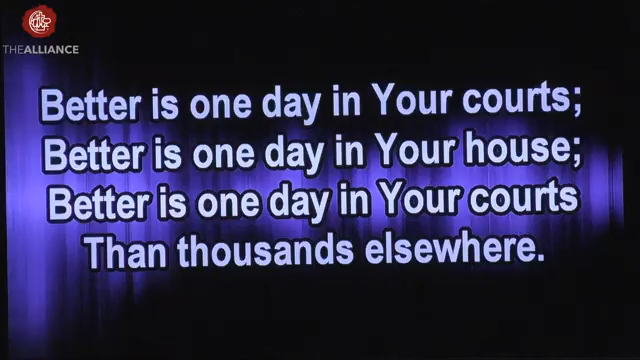 THEALLIANCE
Better is one day in Your courts;
Better is one day in Your house;
Better is one day in Your courts
Than thousands elsewhere.